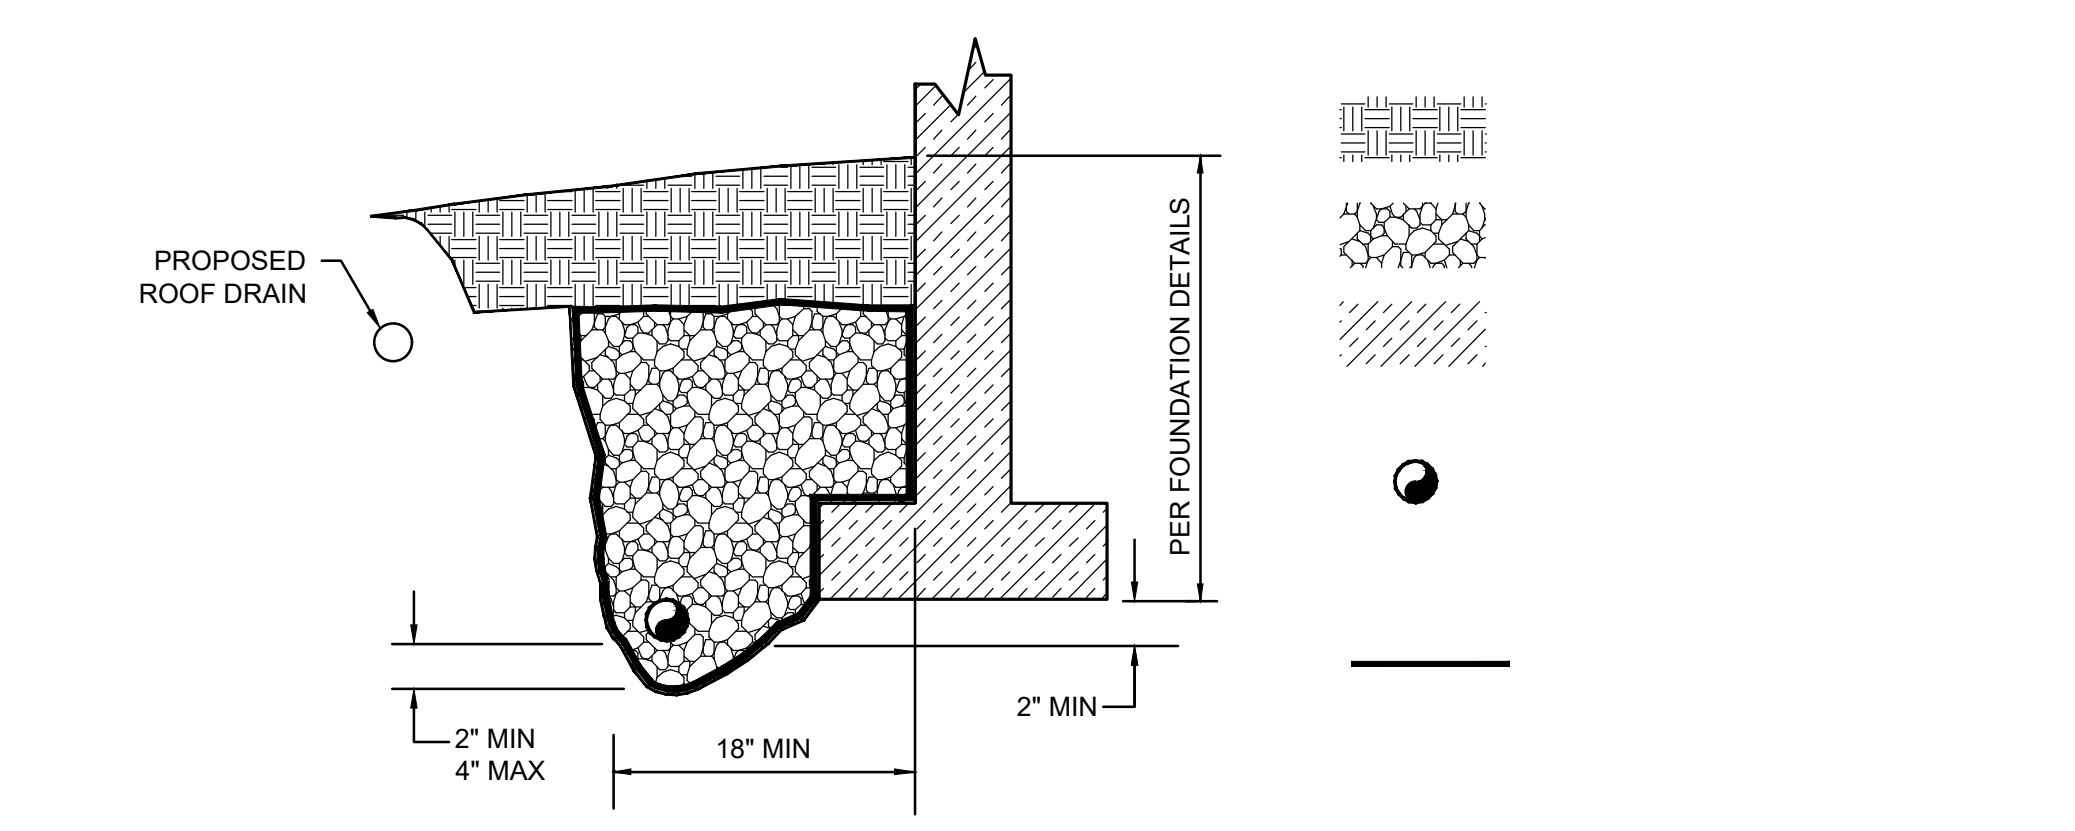 PROPOSED
ROOF DRAIN
PER FOUNDATION DETAILS
2" MIN
2" MIN
4" MAX
18" MIN